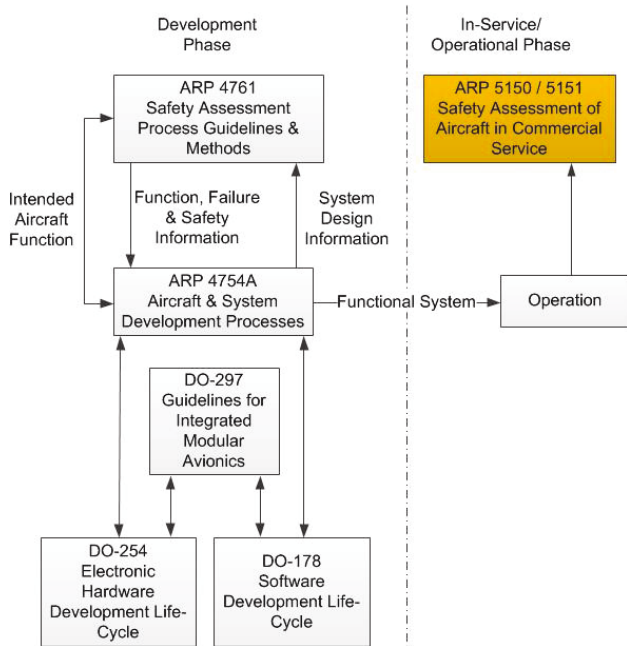 Development
Phase
In-Service/
Operational Phase
ARP 4761
Safety Assessment
Process Guidelines &
Methods
ARP 5150 / 5151
Safety Assessment of
Aircraft in Commercial
Service
Intended
Aircraft
Function
Function, Failure
& Safety
Information
System
Design
Information
ARP 4754A
Aircraft & System
Development Processes
Functional System
Operation
DO-297
Guidelines for
Integrated
Modular
Avionics
DO-254
Electronic
Hardware
Development Life-
Cycle
DO-178
Software
Development Life-
Cycle